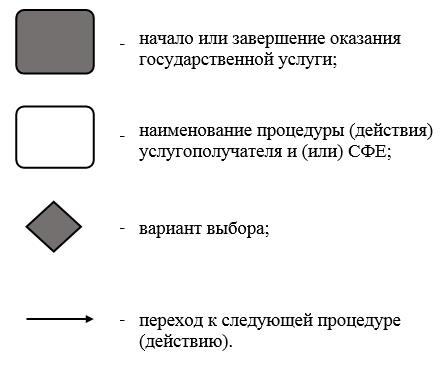 - начало или завершение оказания
государственной услуги;
- наименование процедуры (действия)
услугополучателя и (или) СФЕ;
- вариант выбора;
- переход к следующей процедуре
(действию).